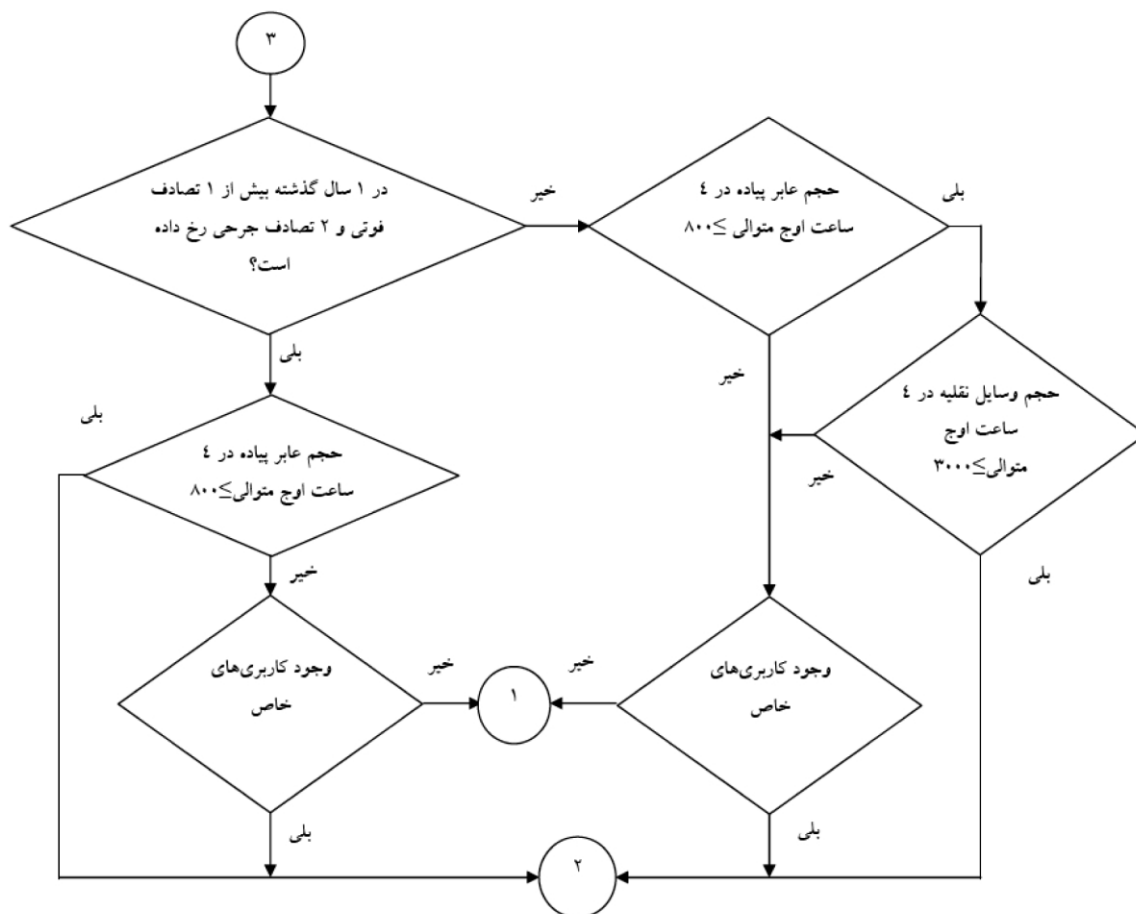 ۳
در ۱ سال گذشته بیش از ۱ تصادف
فوتی و ۲ تصادف جرحی رخ داده
است؟
خیر
حجم عابر پیاده در ٤
ساعت اوج متوالی ≥۸۰۰
بلی
بلی
خیر
حجم وسایل نقلیه در ٤
ساعت اوج
متوالی≥۳۰۰۰
خیر
بلی
بلی
حجم عابر پیاده در ٤
ساعت اوج متوالی≥۸۰۰
خیر
وجود کاربری‌های
خاص
خیر
۱
خیر
وجود کاربری‌های
خاص
بلی
بلی
۲